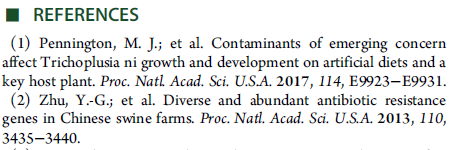 ■ REFERENCES
(1) Pennington, M. J.; et al. Contaminants of emerging concern
affect Trichoplusia ni growth and development on artificial diets and a
key host plant. Proc. Natl. Acad. Sci. U.S.A. 2017, 114, E9923−E9931.
(2) Zhu, Y.-G.; et al. Diverse and abundant antibiotic resistance
genes in Chinese swine farms. Proc. Natl. Acad. Sci. U.S.A. 2013, 110,
3435−3440.